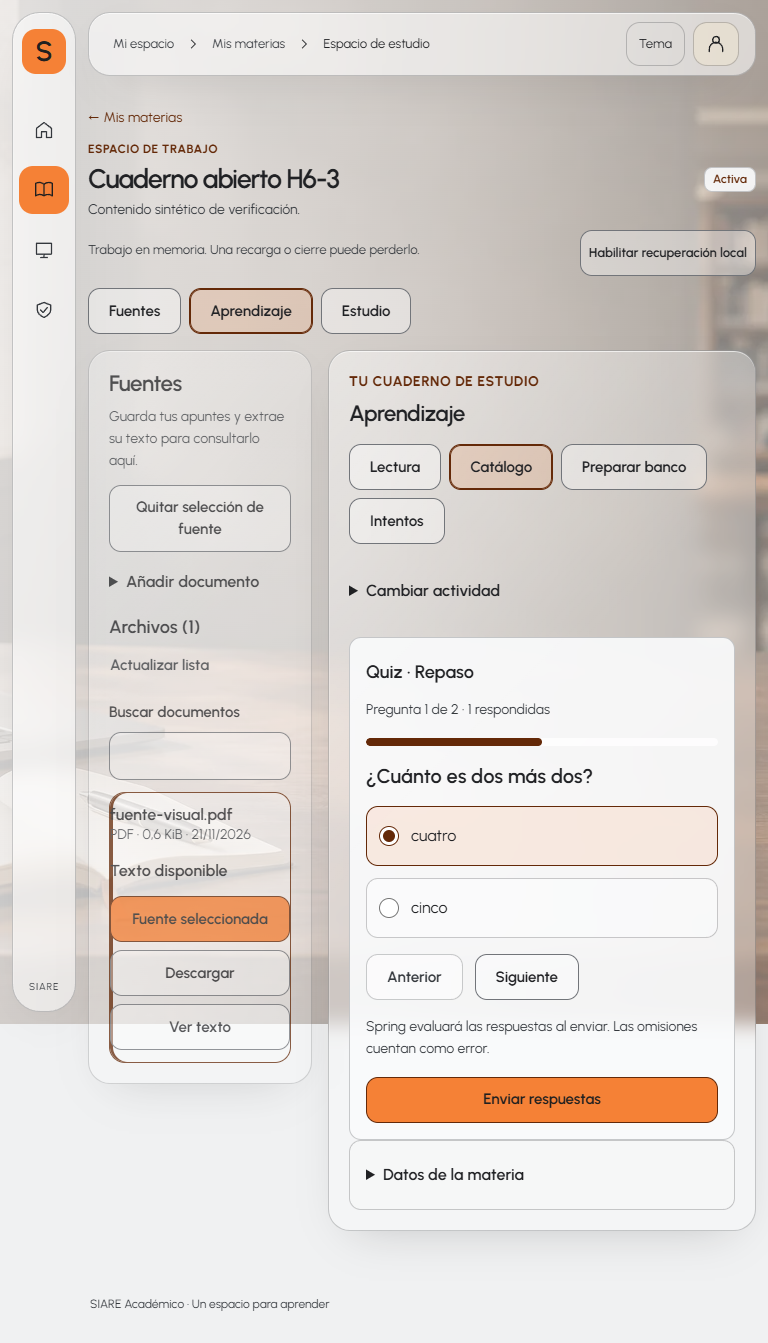 S
Mi espacio > Mis materias > Espacio de estudio
Tema
← Mis materias
ESPACIO DE TRABAJO
Cuaderno abierto H6-3
Activa
Contenido sintético de verificación.
Trabajo en memoria. Una recarga o cierre puede perderlo.
Habilitar recuperación local
Fuentes
Aprendizaje
Estudio
Fuentes
Guarda tus apuntes y extrae
su texto para consultarlo
aquí.
Quitar selección de
fuente
Añadir documento
Archivos (1)
Actualizar lista
Buscar documentos
fuente-visual.pdf
PDF · 0,6 KiB · 21/11/2026
Texto disponible
Fuente seleccionada
Descargar
Ver texto
TU CUADERNO DE ESTUDIO
Aprendizaje
Lectura
Catálogo
Preparar banco
Intentos
Cambiar actividad
Quiz · Repaso
Pregunta 1 de 2 · 1 respondidas
¿Cuánto es dos más dos?
cuatro
cinco
Anterior
Siguiente
Spring evaluará las respuestas al enviar. Las omisiones
cuentan como error.
Enviar respuestas
Datos de la materia
SIARE
SIARE Académico · Un espacio para aprender